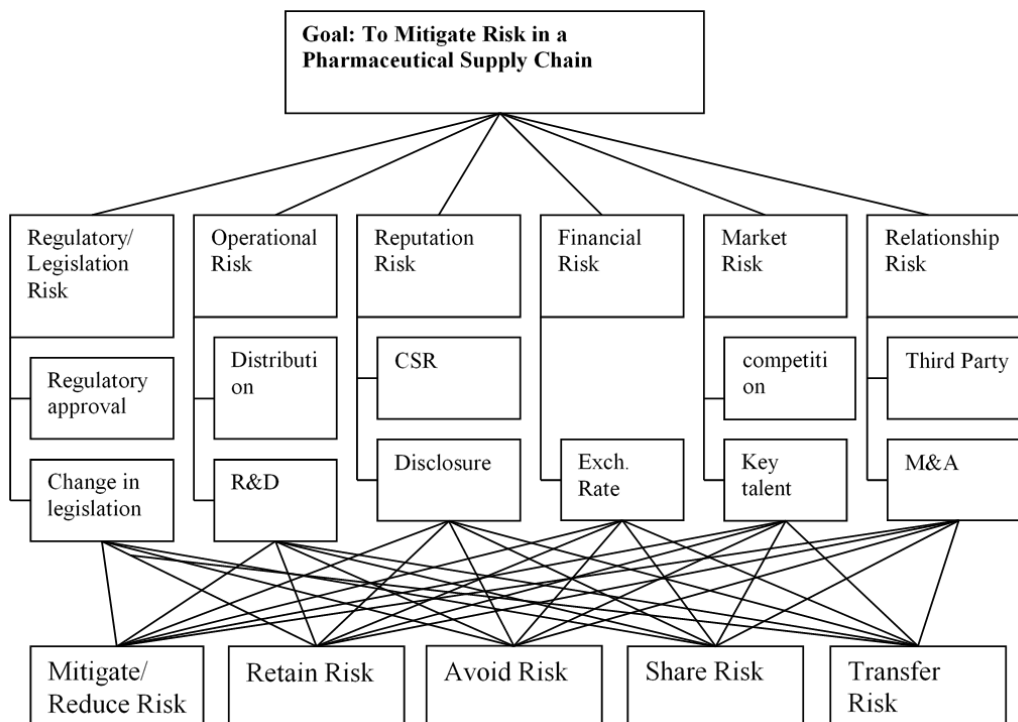 Goal: To Mitigate Risk in a
Pharmaceutical Supply Chain
Regulatory/
Legislation
Risk
Operational
Risk
Reputation
Risk
Financial
Risk
Market
Risk
Relationship
Risk
Regulatory
approval
Distributi
on
CSR
competiti
on
Third Party
Change in
legislation
R&D
Disclosure
Exch.
Rate
Key
talent
M&A
Mitigate/
Reduce Risk
Retain Risk
Avoid Risk
Share Risk
Transfer
Risk